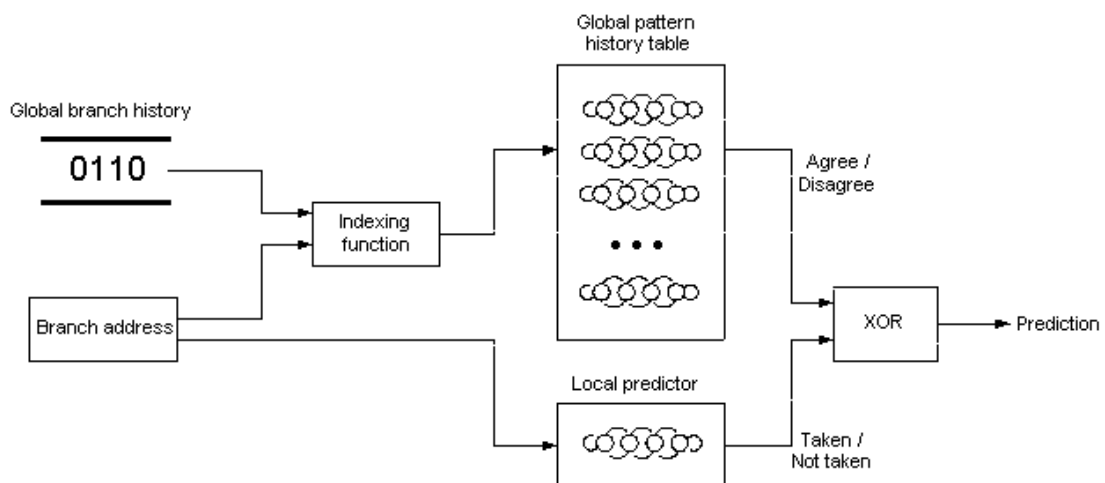 Global pattern
history table
Global branch history
0110
Agree /
Disagree
Indexing
function
Branch address
XOR
Prediction
Local predictor
Taken /
Not taken